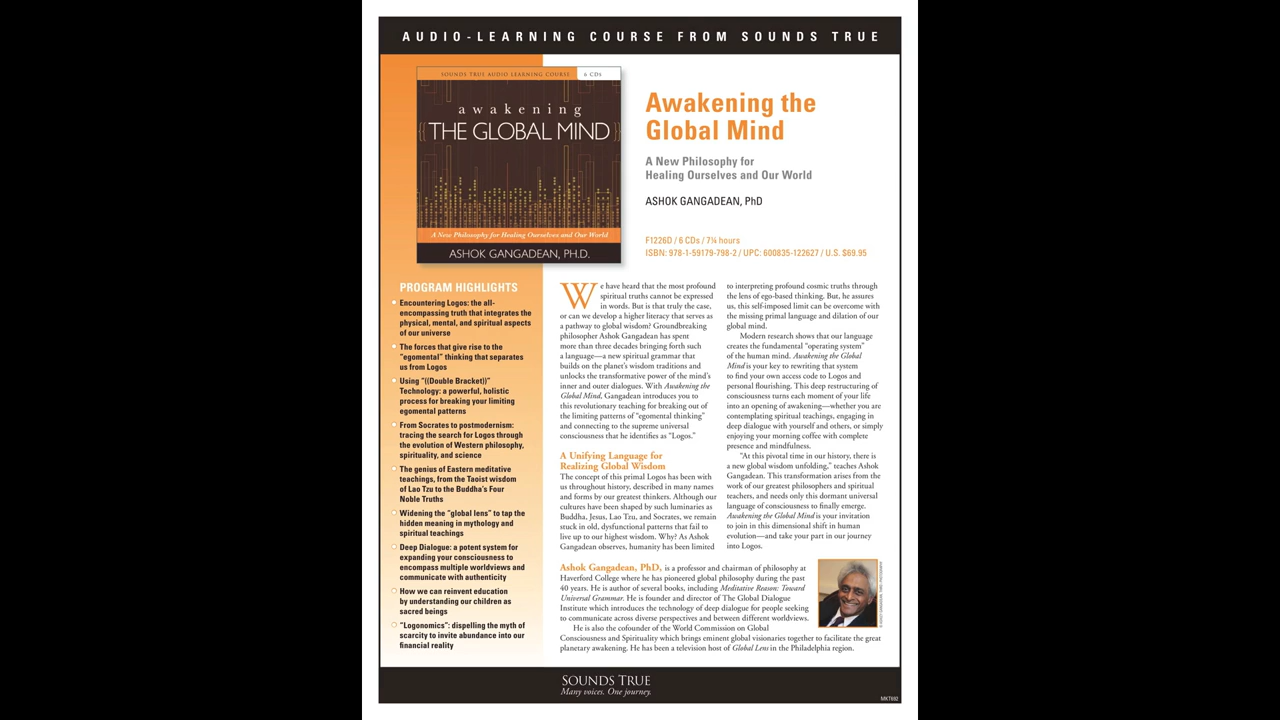 AUDIO-LEARNING COURSE FROM SOUNDS TRUE
SOUNDS TRUE AUDIO LEARNING COURSE 6 CDs
awakening
{{THE GLOBAL MIND}}
A New Philosophy for Healing Ourselves and Our World
ASHOK GANGADEAN, PH.D.
Awakening the
Global Mind
A New Philosophy for
Healing Ourselves and Our World
ASHOK GANGADEAN, PhD
F1226D / 6 CDs / 7¼ hours
ISBN: 978-1-59179-798-2 / UPC: 600835-122627 / U.S. $69.95
PROGRAM HIGHLIGHTS
Encountering Logos: the all-
encompassing truth that integrates the
physical, mental, and spiritual aspects
of our universe
The forces that give rise to the
"egomental" thinking that separates
us from Logos
Using "((Double Bracket))"
Technology: a powerful, holistic
process for breaking your limiting
egomental patterns
From Socrates to postmodernism:
tracing the search for Logos through
the evolution of Western philosophy,
spirituality, and science
The genius of Eastern meditative
teachings, from the Taoist wisdom
of Lao Tzu to the Buddha's Four
Noble Truths
Widening the "global lens" to tap the
hidden meaning in mythology and
spiritual teachings
Deep Dialogue: a potent system for
expanding your consciousness to
encompass multiple worldviews and
communicate with authenticity
How we can reinvent education
by understanding our children as
sacred beings
"Logonomics": dispelling the myth of
scarcity to invite abundance into our
financial reality
We have heard that the most profound
spiritual truths cannot be expressed
in words. But is that truly the case,
or can we develop a higher literacy that serves as
a pathway to global wisdom? Groundbreaking
philosopher Ashok Gangadean has spent
more than three decades bringing forth such
a language—a new spiritual grammar that
builds on the planet's wisdom traditions and
unlocks the transformative power of the mind's
inner and outer dialogues. With Awakening the
Global Mind, Gangadean introduces you to
this revolutionary teaching for breaking out of
the limiting patterns of "egomental thinking"
and connecting to the supreme universal
consciousness that he identifies as "Logos."
A Unifying Language for
Realizing Global Wisdom
The concept of this primal Logos has been with
us throughout history, described in many names
and forms by our greatest thinkers. Although our
cultures have been shaped by such luminaries as
Buddha, Jesus, Lao Tzu, and Socrates, we remain
stuck in old, dysfunctional patterns that fail to
live up to our highest wisdom. Why? As Ashok
Gangadean observes, humanity has been limited
to interpreting profound cosmic truths through
the lens of ego-based thinking. But, he assures
us, this self-imposed limit can be overcome with
the missing primal language and dilation of our
global mind.
Modern research shows that our language
creates the fundamental "operating system"
of the human mind. Awakening the Global
Mind is your key to rewriting that system
to find your own access code to Logos and
personal flourishing. This deep restructuring of
consciousness turns each moment of your life
into an opening of awakening—whether you are
contemplating spiritual teachings, engaging in
deep dialogue with yourself and others, or simply
enjoying your morning coffee with complete
presence and mindfulness.
"At this pivotal time in our history, there is
a new global wisdom unfolding," teaches Ashok
Gangadean. This transformation arises from the
work of our greatest philosophers and spiritual
teachers, and needs only this dormant universal
language of consciousness to finally emerge.
Awakening the Global Mind is your invitation
to join in this dimensional shift in human
evolution—and take your part in our journey
into Logos.
Ashok Gangadean, PhD, is a professor and chairman of philosophy at
Haverford College where he has pioneered global philosophy during the past
40 years. He is author of several books, including Meditative Reason: Toward
Universal Grammar. He is founder and director of The Global Dialogue
Institute which introduces the technology of deep dialogue for people seeking
to communicate across diverse perspectives and between different worldviews.
He is also the cofounder of the World Commission on Global
Consciousness and Spirituality which brings eminent global visionaries together to facilitate the great
planetary awakening. He has been a television host of Global Lens in the Philadelphia region.
SOUNDS TRUE
Many voices. One journey.